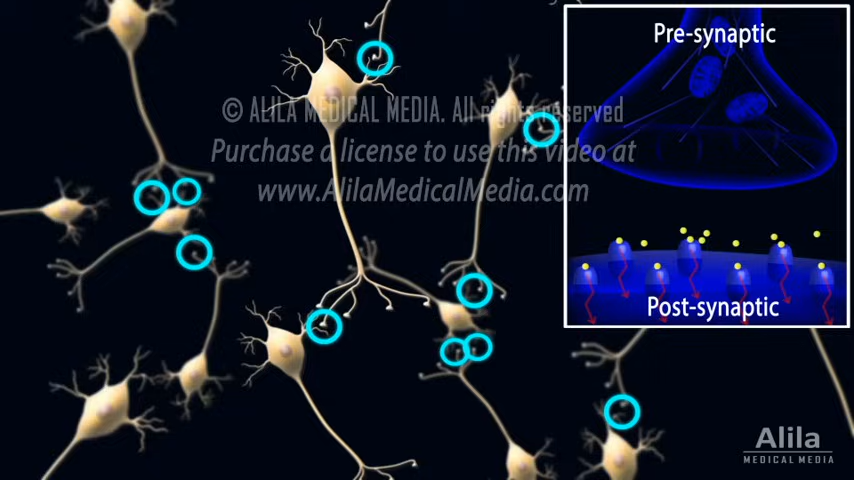 Pre-synaptic
© ALILA MEDICAL MEDIA. All rights reserved
Purchase a license to use this video at
www.AlilaMedicalMedia.com
Post-synaptic
Alila
MEDICAL MEDIA